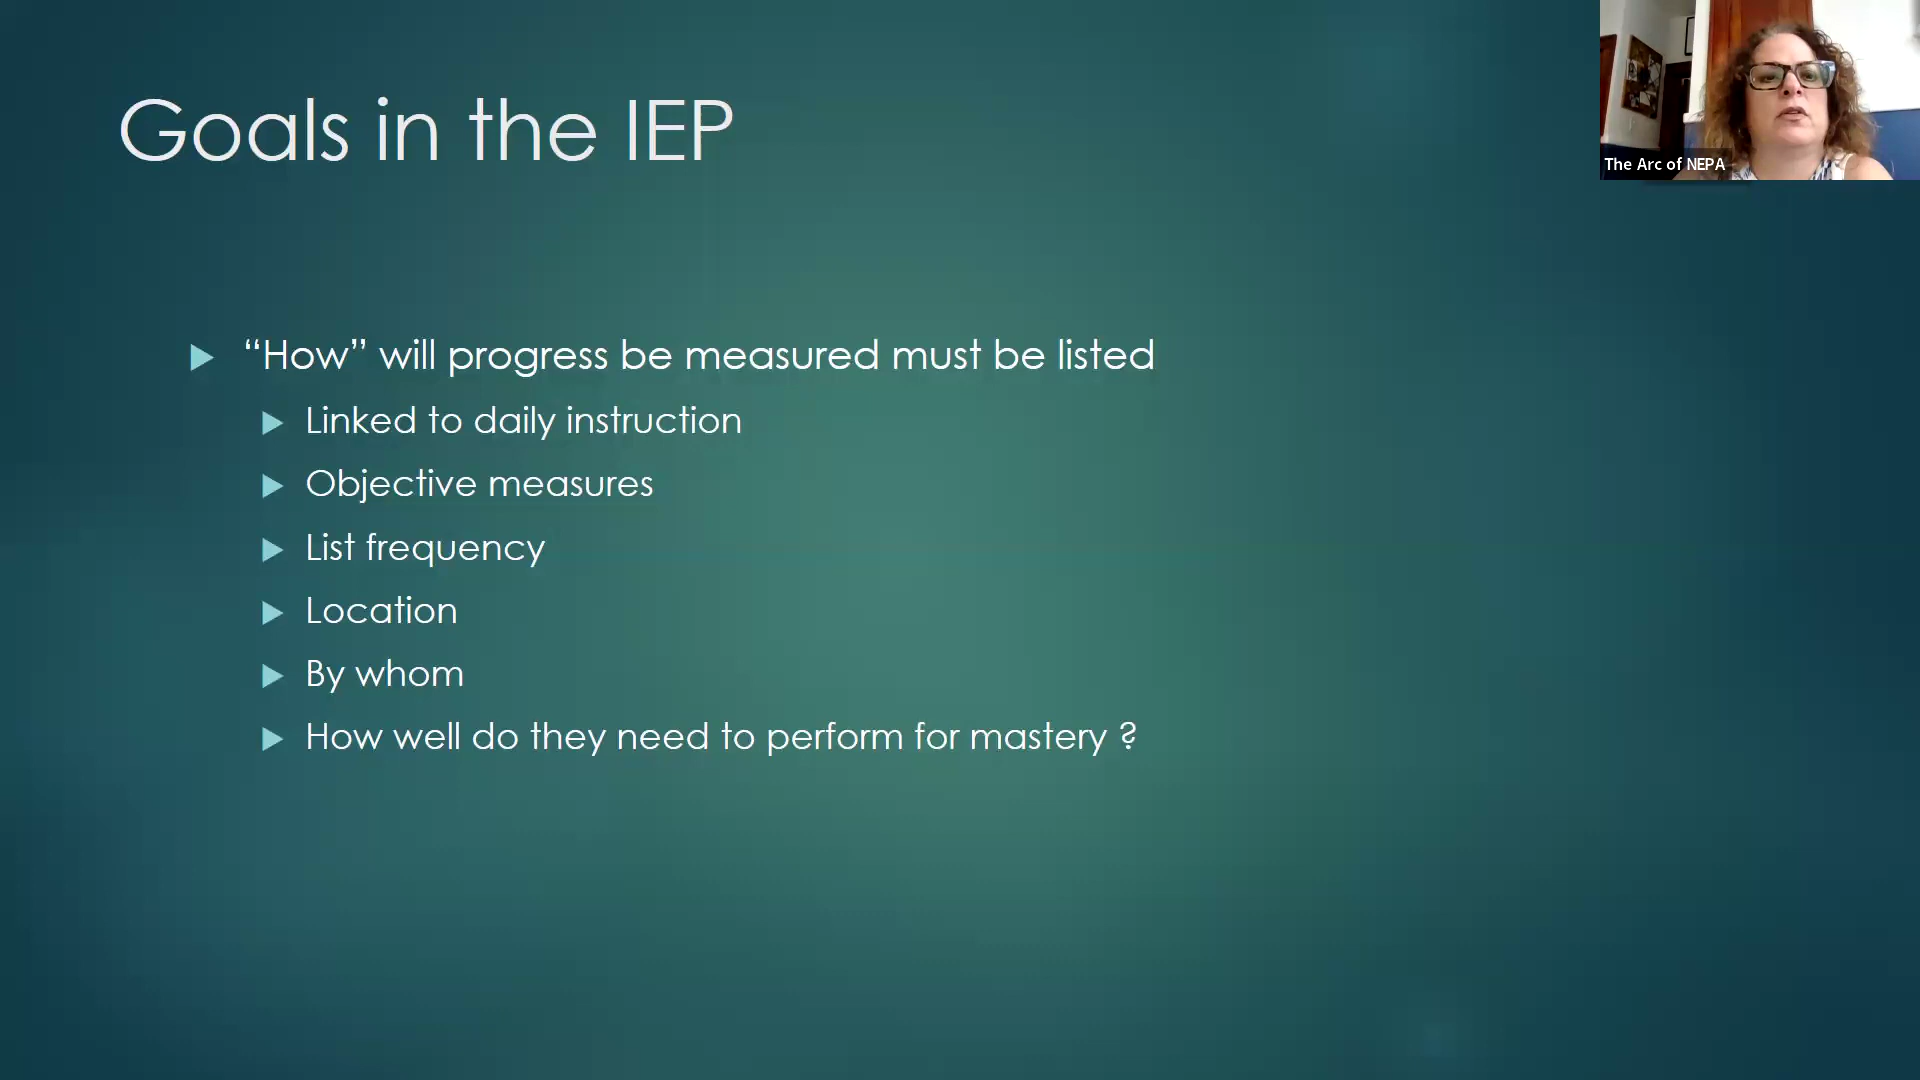 Goals in the IEP
The Arc of NEPA
“How” will progress be measured must be listed
Linked to daily instruction
Objective measures
List frequency
Location
By whom
How well do they need to perform for mastery ?